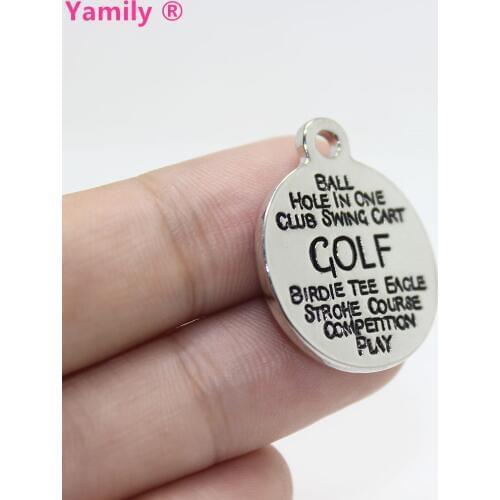 Yamily ®
BALL
HOLE IN ONE
CLUB SWING CART
GOLF
BIRDIE TEE EAGLE
STROKE COURSE
COMPETITION
PLAY